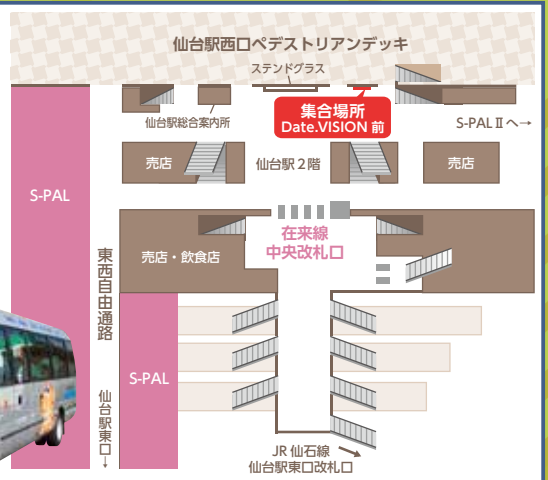 仙台駅西口ペデストリアンデッキ
ステンドグラス
仙台駅総合案内所
集合場所
Date.VISION 前
S-PAL Ⅱ へ→
売店
仙台駅2階
売店
S-PAL
在来線
中央改札口
売店・飲食店
東西自由通路
S-PAL
仙台駅東口→
JR 仙石線
仙台駅東口改札口